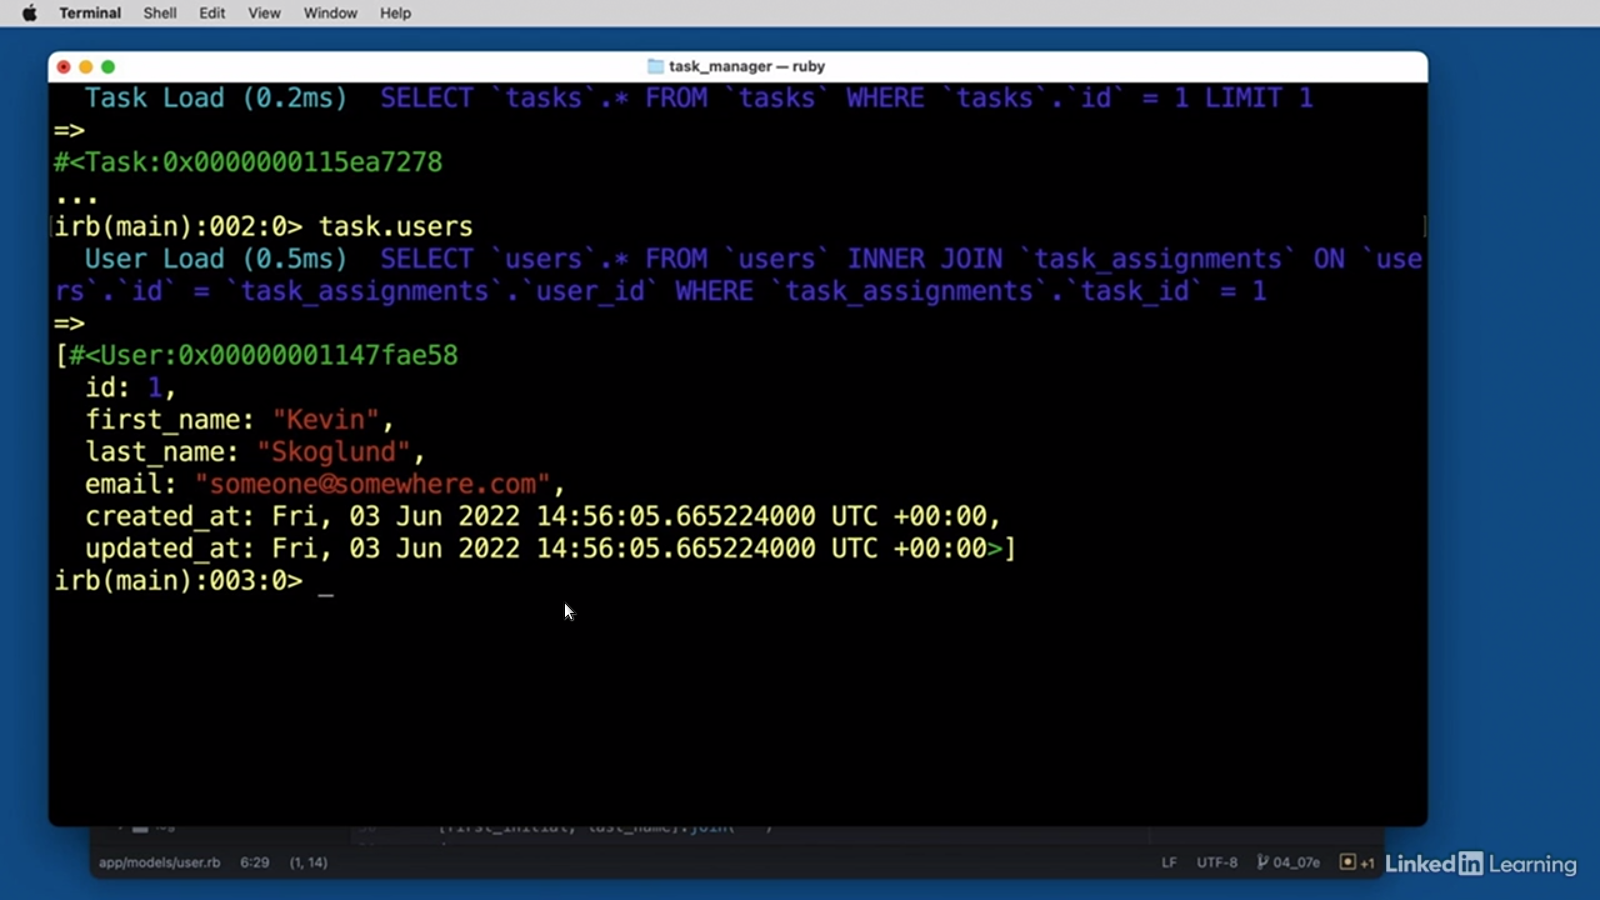 Terminal Shell Edit View Window Help
task_manager — ruby
Task Load (0.2ms) SELECT `tasks`.* FROM `tasks` WHERE `tasks`.`id` = 1 LIMIT 1
=>
#<Task:0x0000000115ea7278
...
irb(main):002:0> task.users
User Load (0.5ms) SELECT `users`.* FROM `users` INNER JOIN `task_assignments` ON `use
rs`.`id` = `task_assignments`.`user_id` WHERE `task_assignments`.`task_id` = 1
=>
[#<User:0x00000001147fae58
id: 1,
first_name: "Kevin",
last_name: "Skoglund",
email: "someone@somewhere.com",
created_at: Fri, 03 Jun 2022 14:56:05.665224000 UTC +00:00,
updated_at: Fri, 03 Jun 2022 14:56:05.665224000 UTC +00:00>]
irb(main):003:0> _
app/models/user.rb 6:29 (1, 14) LF UTF-8 04_07e +1
LinkedIn Learning